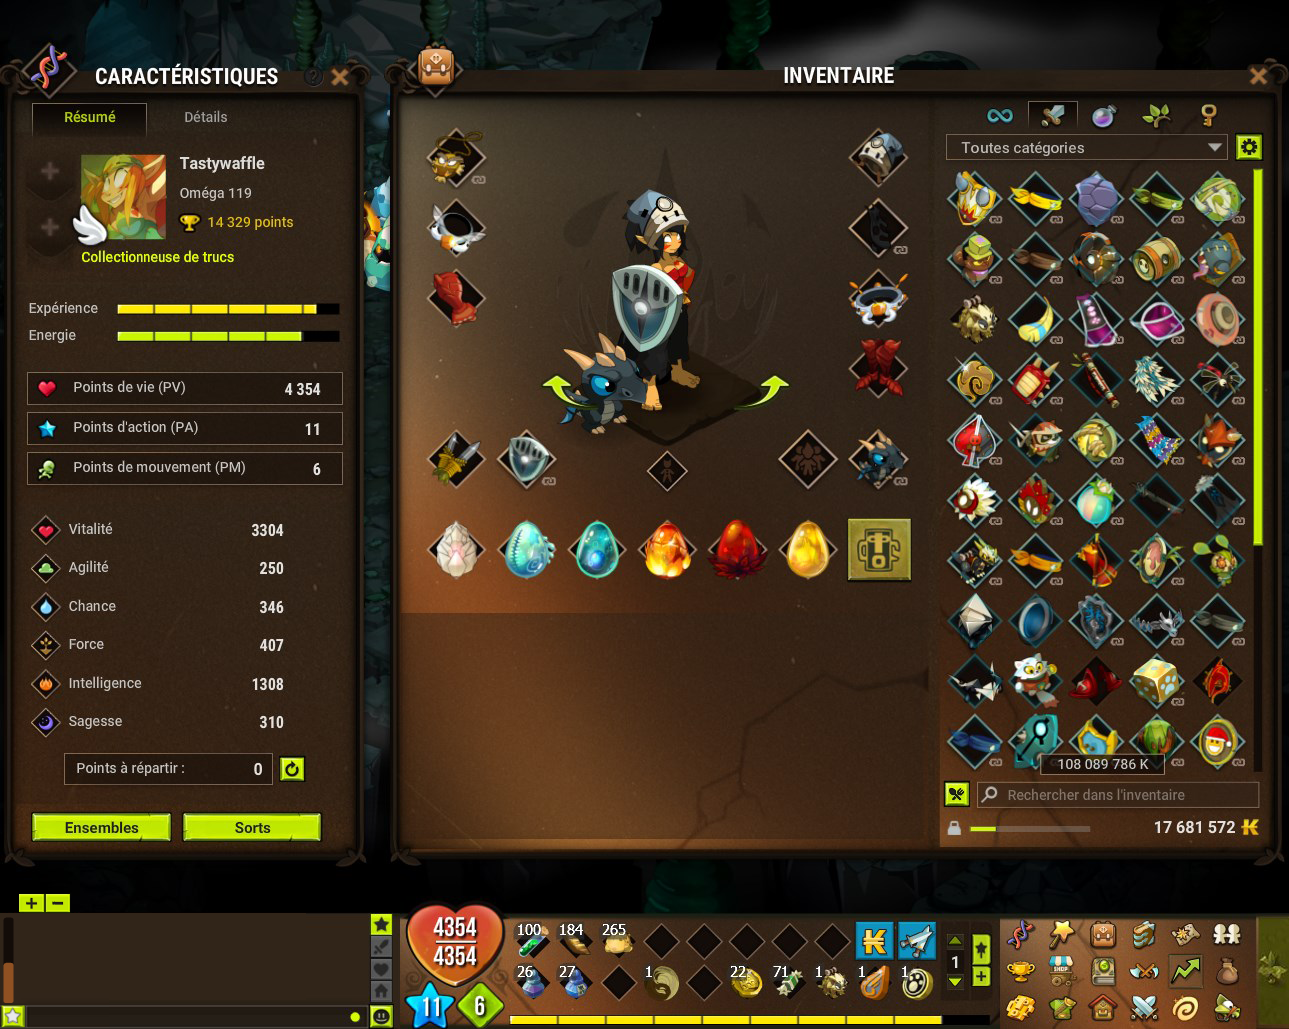 CARACTÉRISTIQUES
?
Résumé
Détails
Tastywaffle
Oméga 119
14 329 points
Collectionneuse de trucs
Expérience
Energie
Points de vie (PV)
4 354
Points d'action (PA)
11
Points de mouvement (PM)
6
Vitalité
3304
Agilité
250
Chance
346
Force
407
Intelligence
1308
Sagesse
310
Points à répartir :
0
Ensembles
Sorts
INVENTAIRE
Toutes catégories
108 089 786 K
Rechercher dans l'inventaire
17 681 572
4354
4354
11
6
100
184
265
26
27
1
22
71
1
1
1
1
SHOP